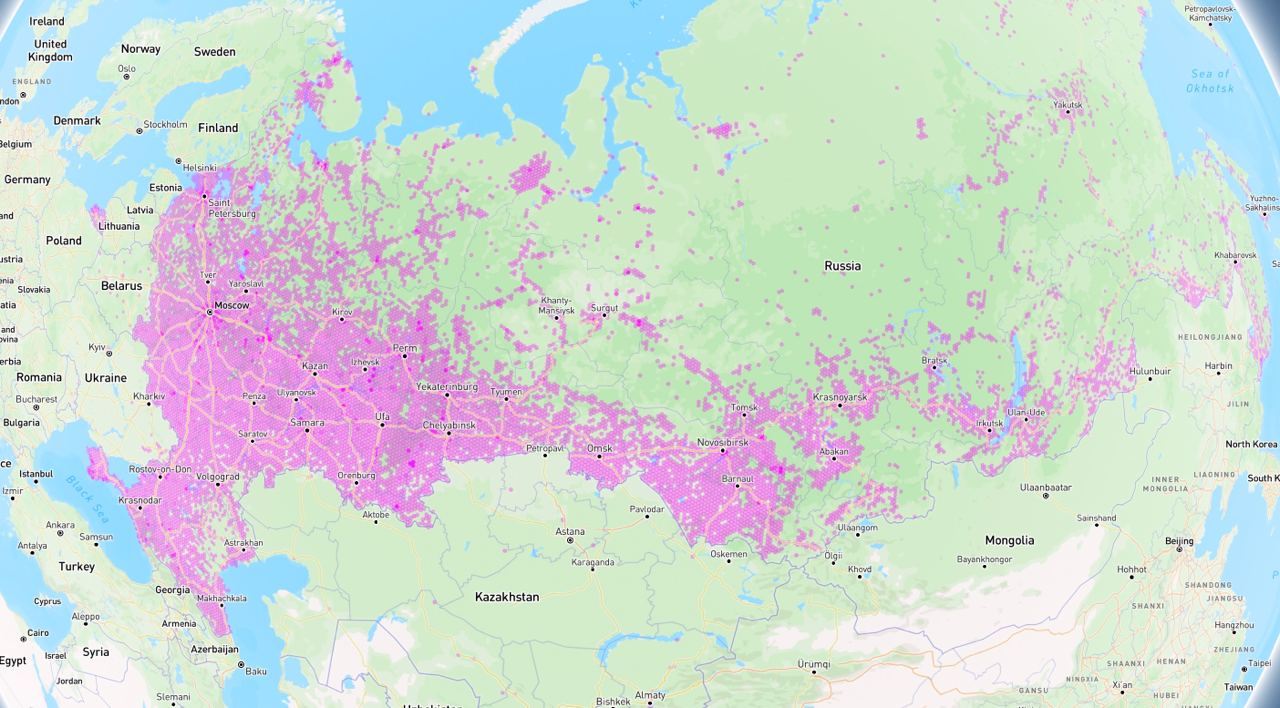 Ireland
United
Kingdom
ENGLAND
ndon
Norway
Oslo
Sweden
Denmark
Stockholm
Finland
Helsinki
Belgium
Germany
Estonia
Latvia
Lithuania
Poland
Belarus
Slovakia
Kyiv
Ukraine
Romania
Bucharest
Bulgaria
Kharkiv
Saint
Petersburg
Tver
Yaroslavl
Moscow
Kirov
Perm
Kazan
Izhevsk
Ulyanovsk
Penza
Samara
Saratov
Ufa
Yekaterinburg
Tyumen
Chelyabinsk
Khanty-
Mansiysk
Surgut
Russia
Yakutsk
Petropavlovsk-
Kamchatky
Sea of
Okhotsk
Yuzhno-
Sakhalins
Khabarovsk
HEILONGJIANG
Harbin
JILIN
Hulunbuir
Bratsk
Krasnoyarsk
Tomsk
Novosibirsk
Barnaul
Abakan
Irkutsk
Ulan-Ude
Petropavl
Omsk
Orenburg
Aktobe
Volgograd
Rostov-on-Don
Krasnodar
Astrakhan
Makhachkala
Black Sea
Istanbul
Izmir
Ankara
Samsun
Antalya
Turkey
Georgia
Armenia
Azerbaijan
Baku
Cyprus
Aleppo
Cairo
Israel
Syria
Egypt
Jordan
Slemani
Pavlodar
Astana
Karaganda
Kazakhstan
Oskemen
Ölgii
Khovd
Ulaangom
Ulaanbaatar
Mongolia
Bayankhongor
Sainshand
INNER
MONGOLIA
LIAONING
North Korea
South K
Beijing
Hohhot
SHANDONG
JIANGSU
SHANXI
Hangzhou
ZHEJIANG
Taipei
Taiwan
SHAANXI
HENAN
NINGXIA
Xi'an
GANSU
HUBEI
Ürümqi
Almaty
Bishkek